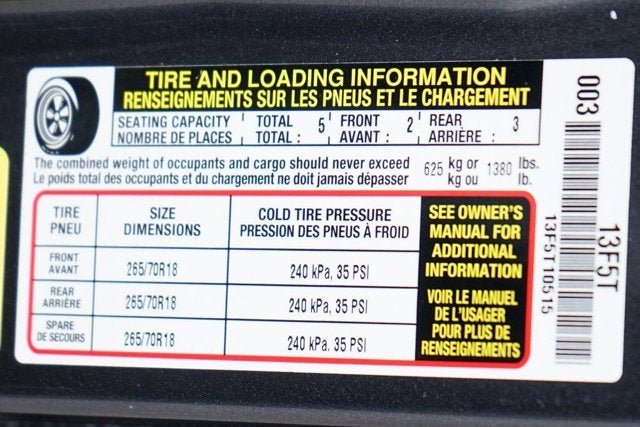 TIRE AND LOADING INFORMATION
RENSEIGNEMENTS SUR LES PNEUS ET LE CHARGEMENT
SEATING CAPACITY TOTAL 5 FRONT 2 REAR 3
NOMBRE DE PLACES TOTAL : AVANT : ARRIÈRE :
The combined weight of occupants and cargo should never exceed 625 kg or 1380 lbs.
Le poids total des occupants et du chargement ne doit jamais dépasser kg ou lb.
TIRE
PNEU
SIZE
DIMENSIONS
COLD TIRE PRESSURE
PRESSION DES PNEUS À FROID
FRONT
AVANT
265/70R18
240 kPa, 35 PSI
REAR
ARRIÈRE
265/70R18
240 kPa, 35 PSI
SPARE
DE SECOURS
265/70R18
240 kPa. 35 PSI
SEE OWNER'S
MANUAL FOR
ADDITIONAL
INFORMATION
VOIR LE MANUEL
DE L'USAGER
POUR PLUS DE
RENSEIGNEMENTS
003
13F5T
13F5T10515